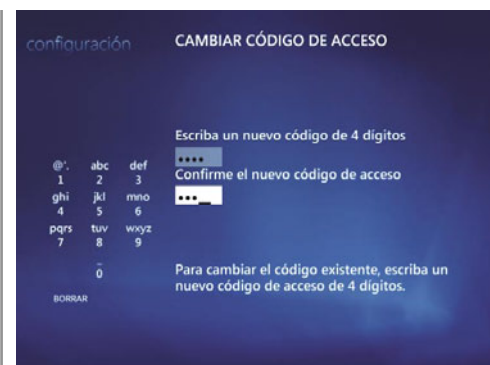 configuración
CAMBIAR CÓDIGO DE ACCESO
Escriba un nuevo código de 4 dígitos
••••
Confirme el nuevo código de acceso
•••_
@'. abc def
1 2 3
ghi jkl mno
4 5 6
pqrs tuv wxyz
7 8 9
_
0
BORRAR
Para cambiar el código existente, escriba un
nuevo código de acceso de 4 dígitos.